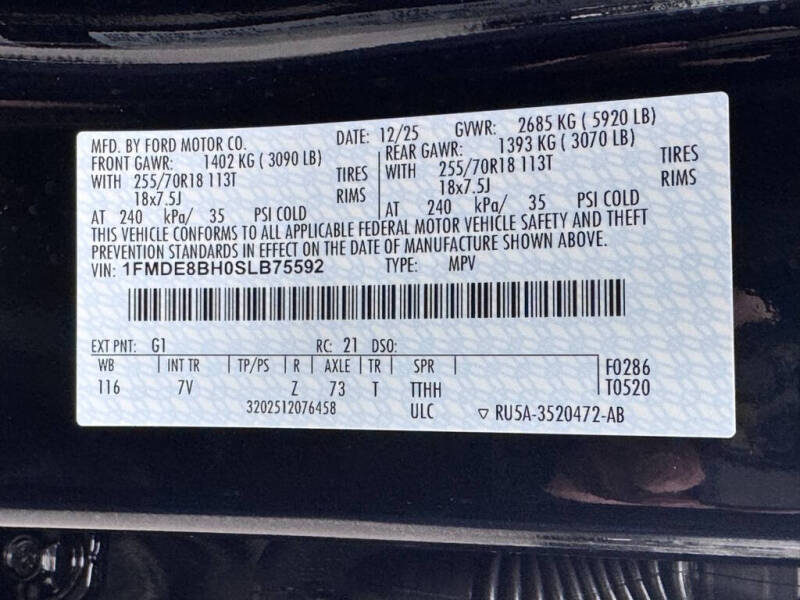 MFD. BY FORD MOTOR CO. DATE: 12/25 GVWR: 2685 KG ( 5920 LB)
FRONT GAWR: 1402 KG ( 3090 LB) REAR GAWR: 1393 KG ( 3070 LB)
WITH 255/70R18 113T TIRES WITH 255/70R18 113T TIRES
18x7.5J RIMS 18x7.5J RIMS
AT 240 kPa/ 35 PSI COLD AT 240 kPa/ 35 PSI COLD
THIS VEHICLE CONFORMS TO ALL APPLICABLE FEDERAL MOTOR VEHICLE SAFETY AND THEFT
PREVENTION STANDARDS IN EFFECT ON THE DATE OF MANUFACTURE SHOWN ABOVE.
VIN: 1FMDE8BH0SLB75592 TYPE: MPV
EXT PNT: G1 RC: 21 DSO:
WB INT TR TP/PS R AXLE TR SPR F0286
116 7V Z 73 T TTHH T0520
3202512076458 ULC ▽ RU5A-3520472-AB